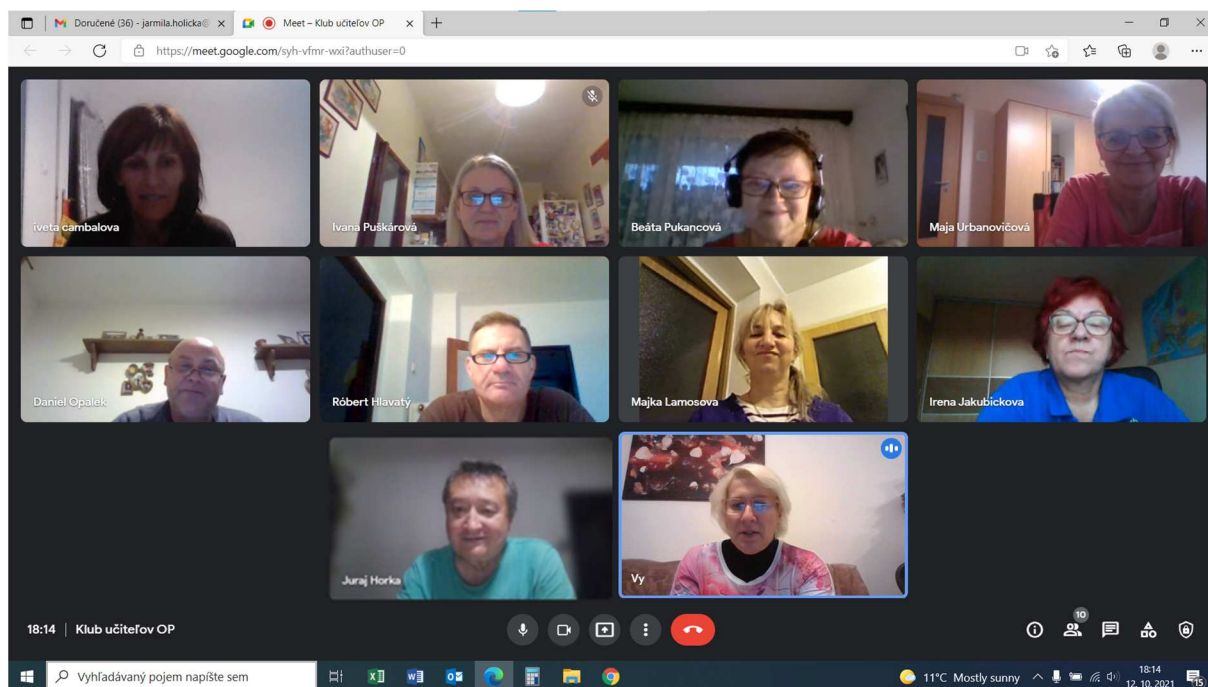 Doručené (36) - jarmila.holicka@
Meet – Klub učiteľov OP
https://meet.google.com/syh-vfmr-wxi?authuser=0
iveta cambalova
Ivana Puškárová
Beáta Pukancová
Maja Urbanovičová
Daniel Opalek
Róbert Hlavatý
Majka Lamosova
Irena Jakubickova
Juraj Horka
Vy
18:14 | Klub učiteľov OP
10
Vyhľadávaný pojem napíšte sem
11°C Mostly sunny
18:14
12. 10. 2021
15